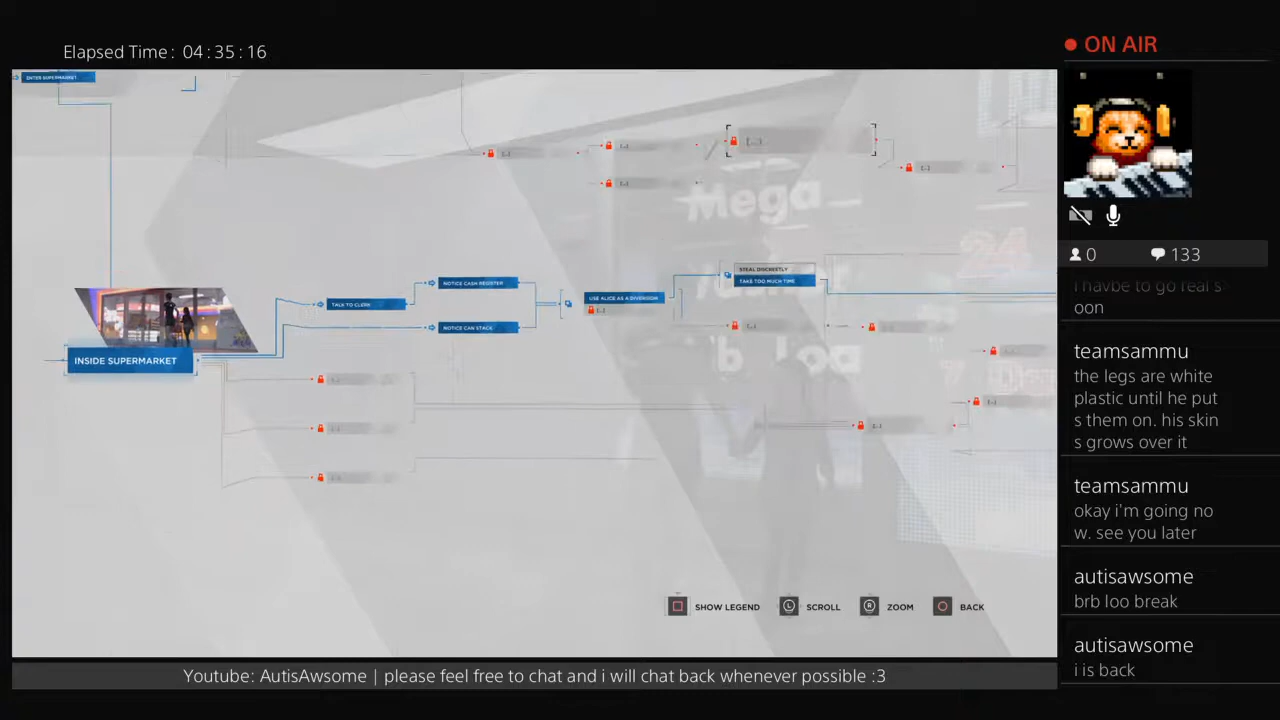 Elapsed Time: 04:35:16
ON AIR
ENTER SUPERMARKET
[...]
[...]
[...]
[...]
[...]
Mega
24
0
133
i havbe to go real s
oon
STEAL DISCREETLY
TAKE TOO MUCH TIME
NOTICE CASH REGISTER
USE ALICE AS A DIVERSION
[...]
TALK TO CLERK
NOTICE CAN STACK
INSIDE SUPERMARKET
teamsammu
the legs are white
plastic until he put
s them on. his skin
s grows over it
teamsammu
okay i'm going no
w. see you later
autisawsome
brb loo break
autisawsome
i is back
SHOW LEGEND
L
SCROLL
R
ZOOM
BACK
Youtube: AutisAwsome | please feel free to chat and i will chat back whenever possible :3